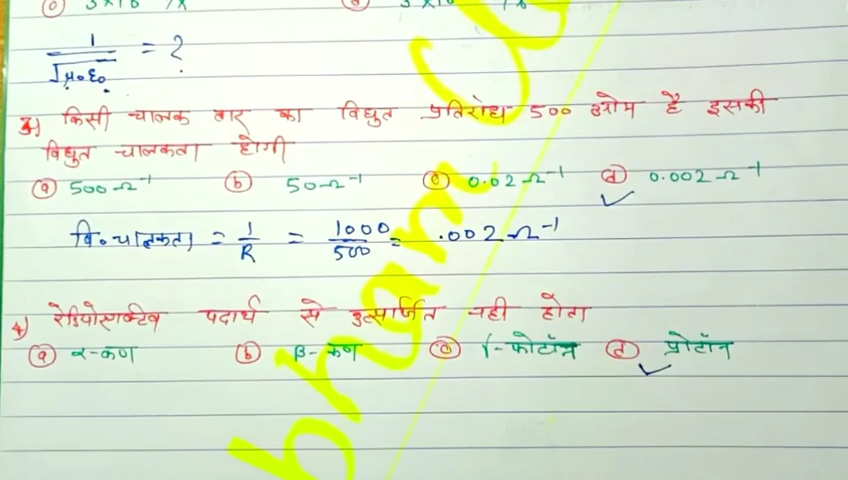 1/√μ₀ε₀ = ?
3) किसी चालक तार का विद्युत प्रतिरोध 500 ओम है इसकी
विद्युत चालकता होगी
(a) 500 Ω⁻¹ (b) 50 Ω⁻¹ (c) 0.02 Ω⁻¹ (d) 0.002 Ω⁻¹
वि॰ चालकता = 1/R = 1000/500 = .002 Ω⁻¹
4) रेडियोएक्टिव पदार्थ से उत्सर्जित नही होता
(a) α-कण (b) β-कण (c) γ-फोटॉन (d) प्रोटॉन